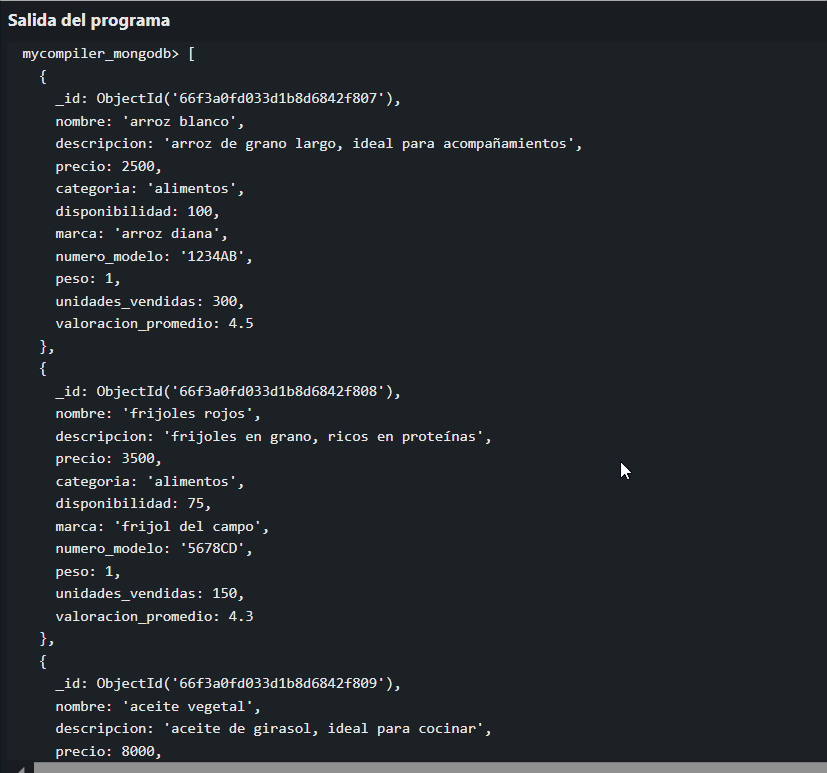 Salida del programa
mycompiler_mongodb> [
  {
    _id: ObjectId('66f3a0fd033d1b8d6842f807'),
    nombre: 'arroz blanco',
    descripcion: 'arroz de grano largo, ideal para acompañamientos',
    precio: 2500,
    categoria: 'alimentos',
    disponibilidad: 100,
    marca: 'arroz diana',
    numero_modelo: '1234AB',
    peso: 1,
    unidades_vendidas: 300,
    valoracion_promedio: 4.5
  },
  {
    _id: ObjectId('66f3a0fd033d1b8d6842f808'),
    nombre: 'frijoles rojos',
    descripcion: 'frijoles en grano, ricos en proteínas',
    precio: 3500,
    categoria: 'alimentos',
    disponibilidad: 75,
    marca: 'frijol del campo',
    numero_modelo: '5678CD',
    peso: 1,
    unidades_vendidas: 150,
    valoracion_promedio: 4.3
  },
  {
    _id: ObjectId('66f3a0fd033d1b8d6842f809'),
    nombre: 'aceite vegetal',
    descripcion: 'aceite de girasol, ideal para cocinar',
    precio: 8000,